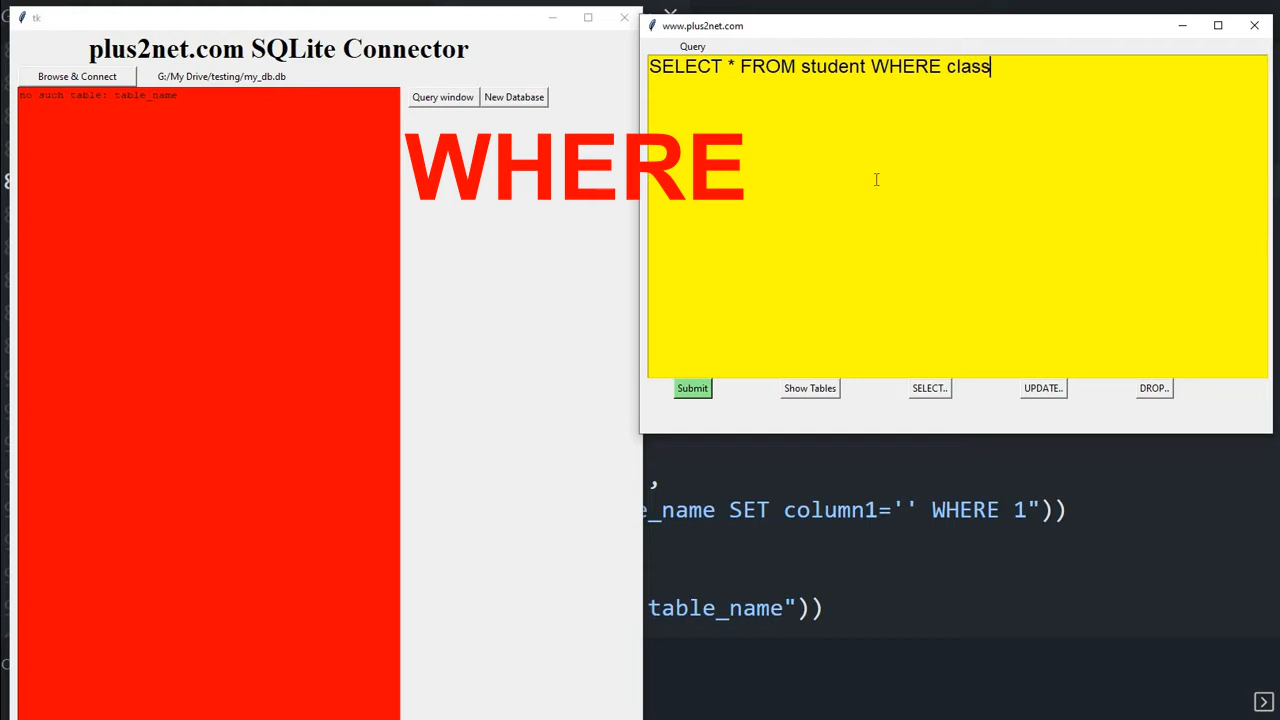 tk
plus2net.com SQLite Connector
Browse & Connect
G:/My Drive/testing/my_db.db
no such table: table_name
Query window
New Database
WHERE
www.plus2net.com
Query
SELECT * FROM student WHERE class
Submit
Show Tables
SELECT..
UPDATE..
DROP..
,
e_name SET column1='' WHERE 1"))
table_name"))